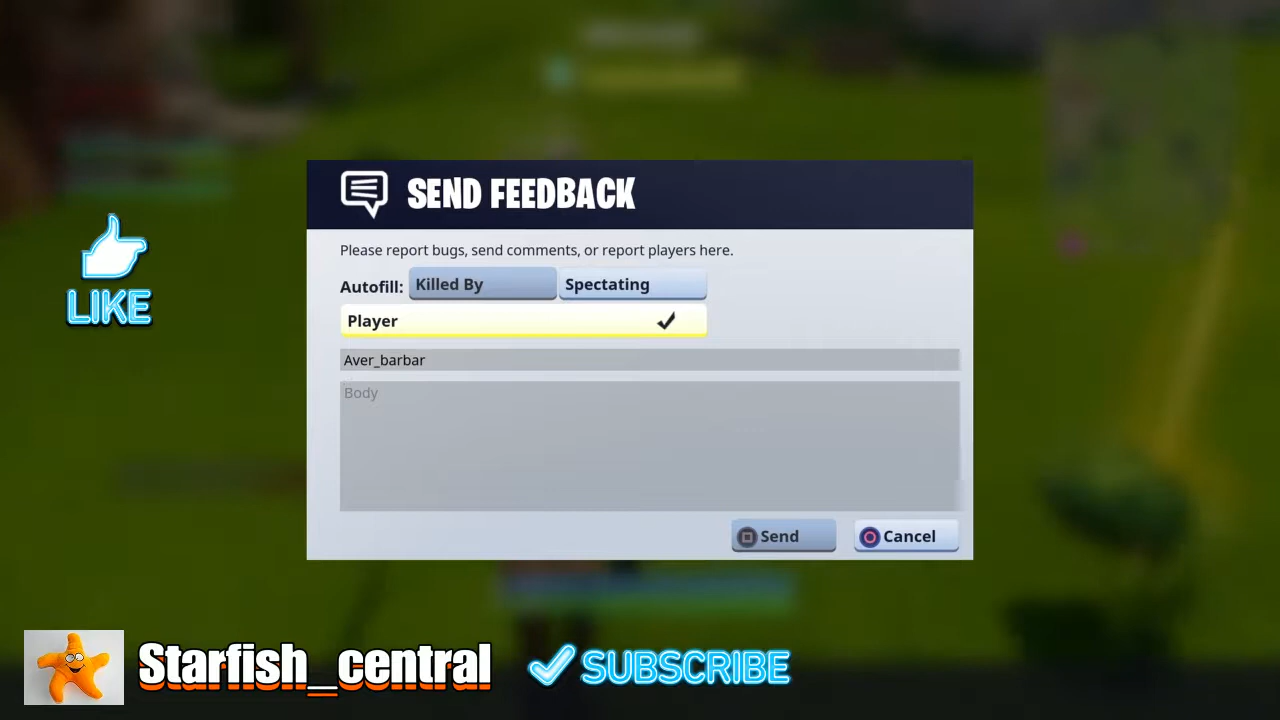 SEND FEEDBACK
Please report bugs, send comments, or report players here.
Autofill: Killed By Spectating
Player
Aver_barbar
Body
Send Cancel
LIKE
Starfish_central SUBSCRIBE